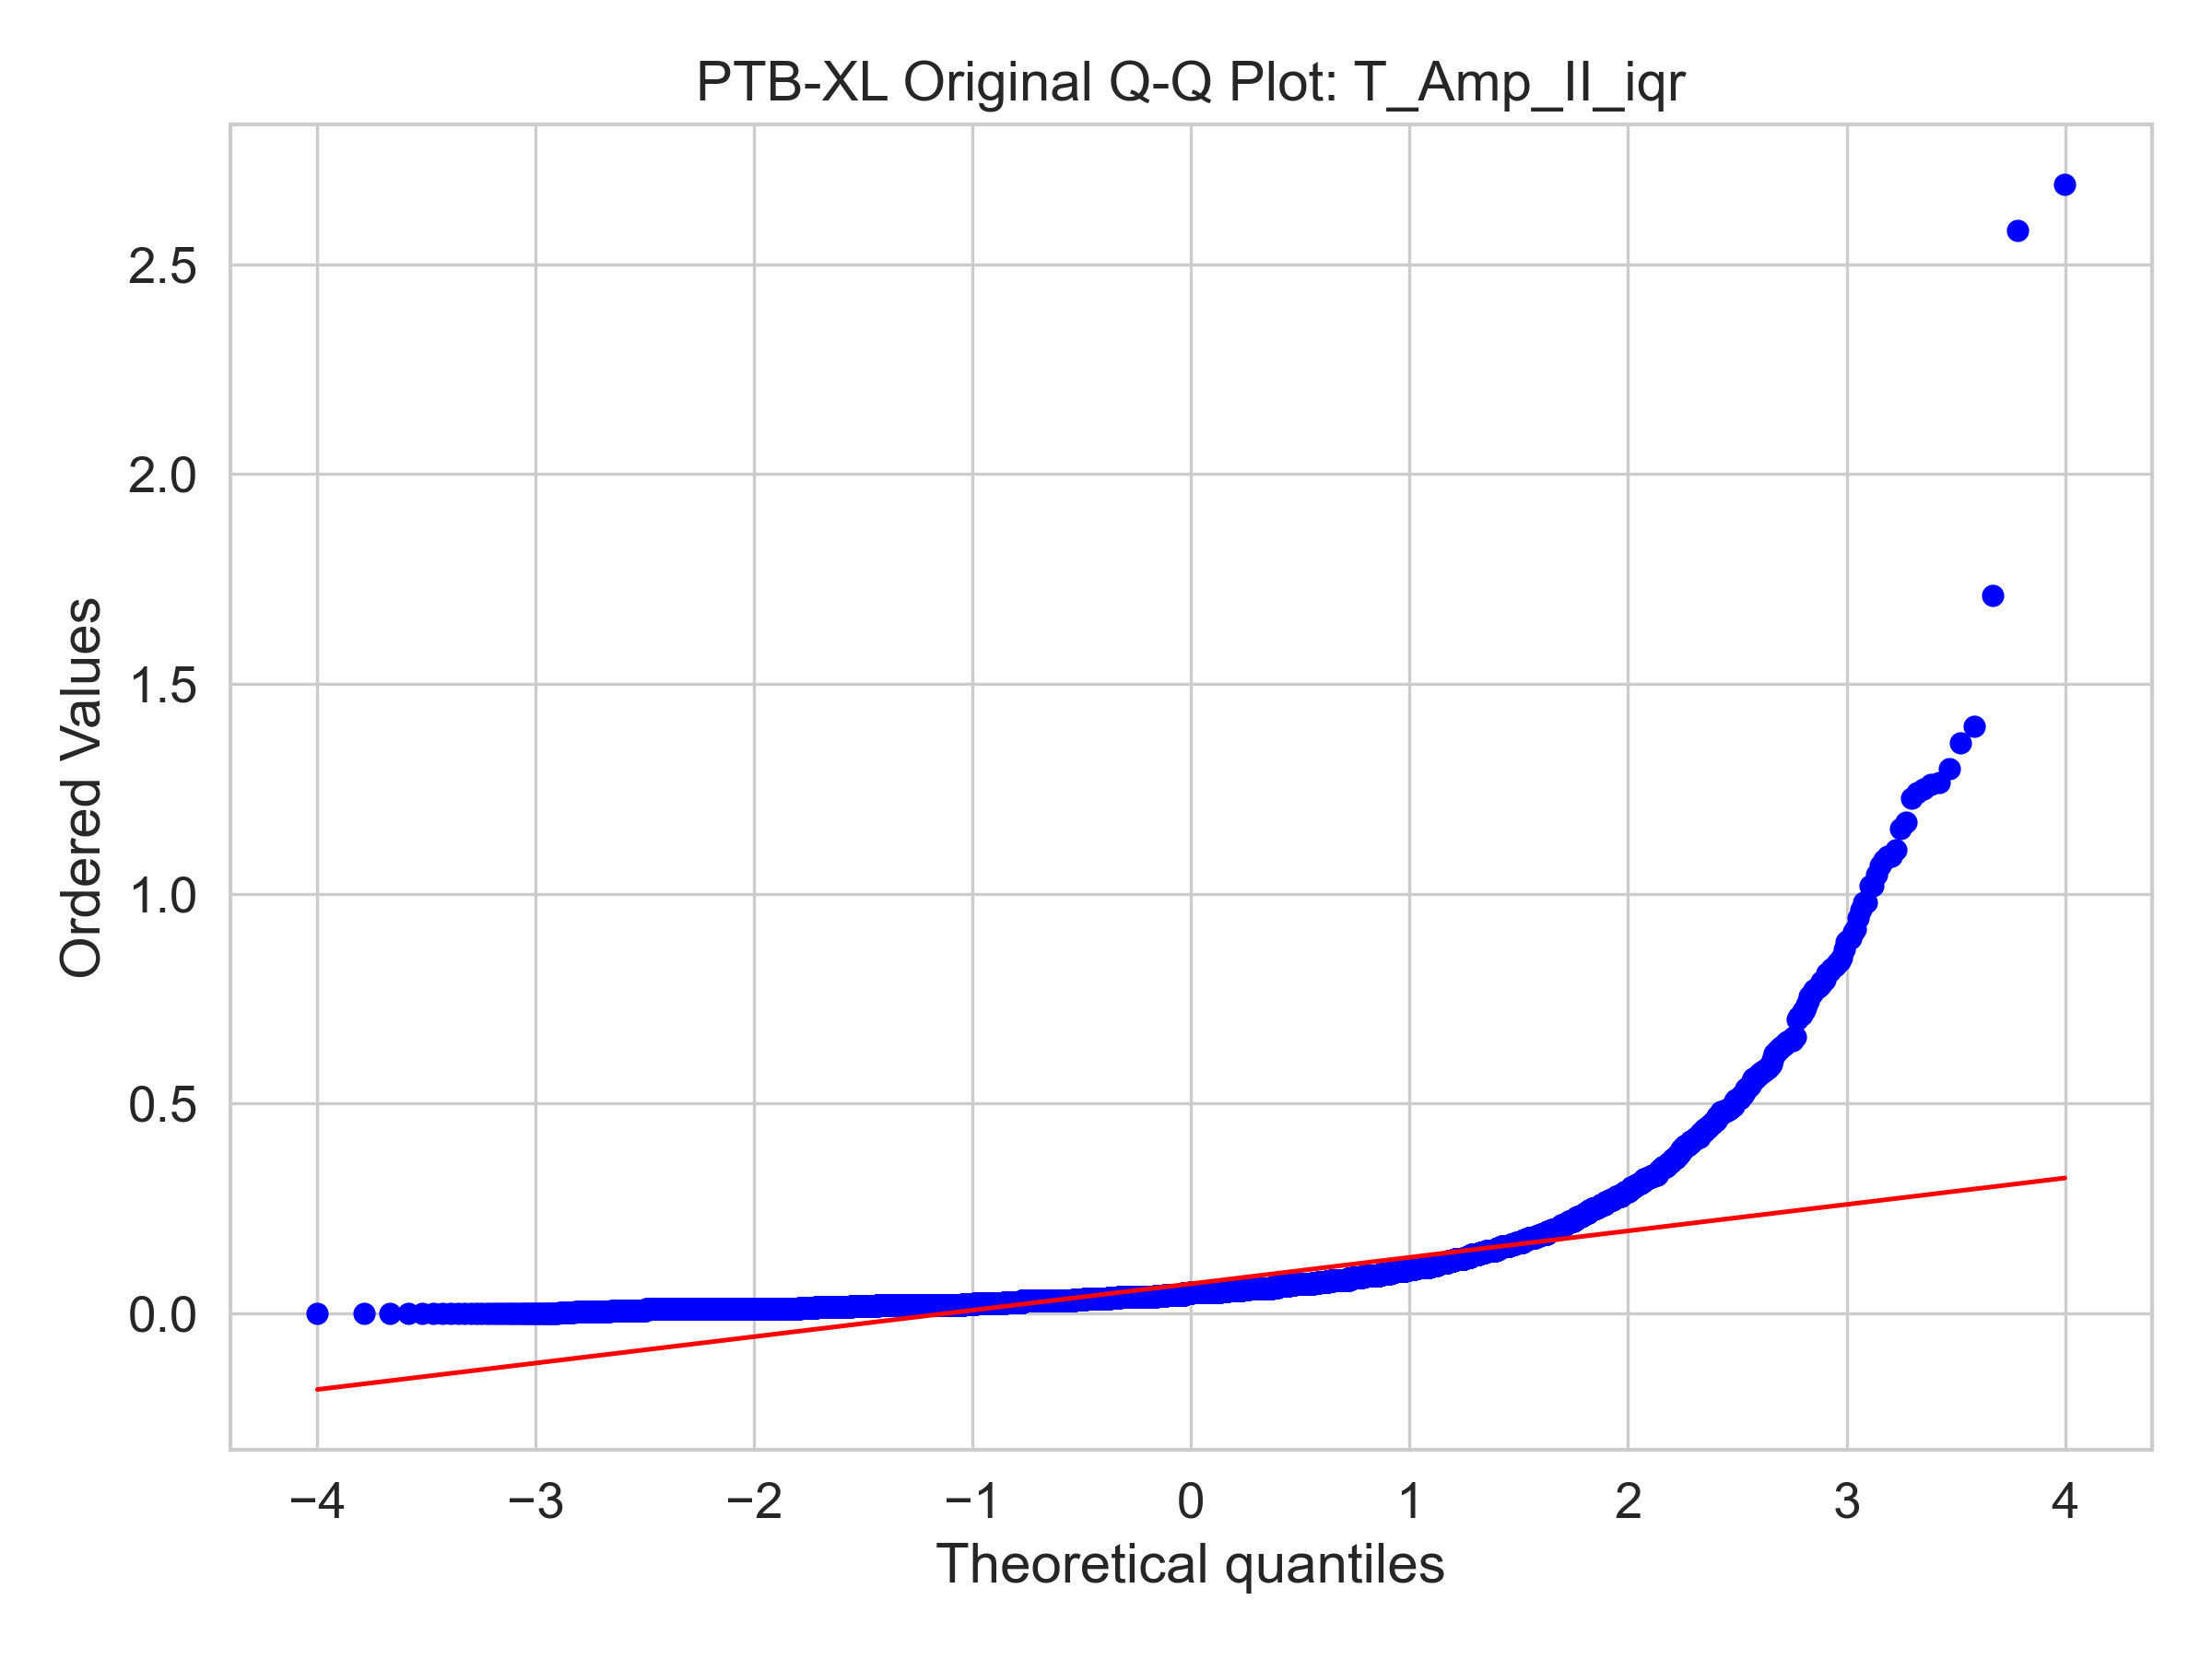 PTB-XL Original Q-Q Plot: T_Amp_II_iqr
2.5
2.0
1.5
1.0
0.5
0.0
Ordered Values
−4 −3 −2 −1 0 1 2 3 4
Theoretical quantiles